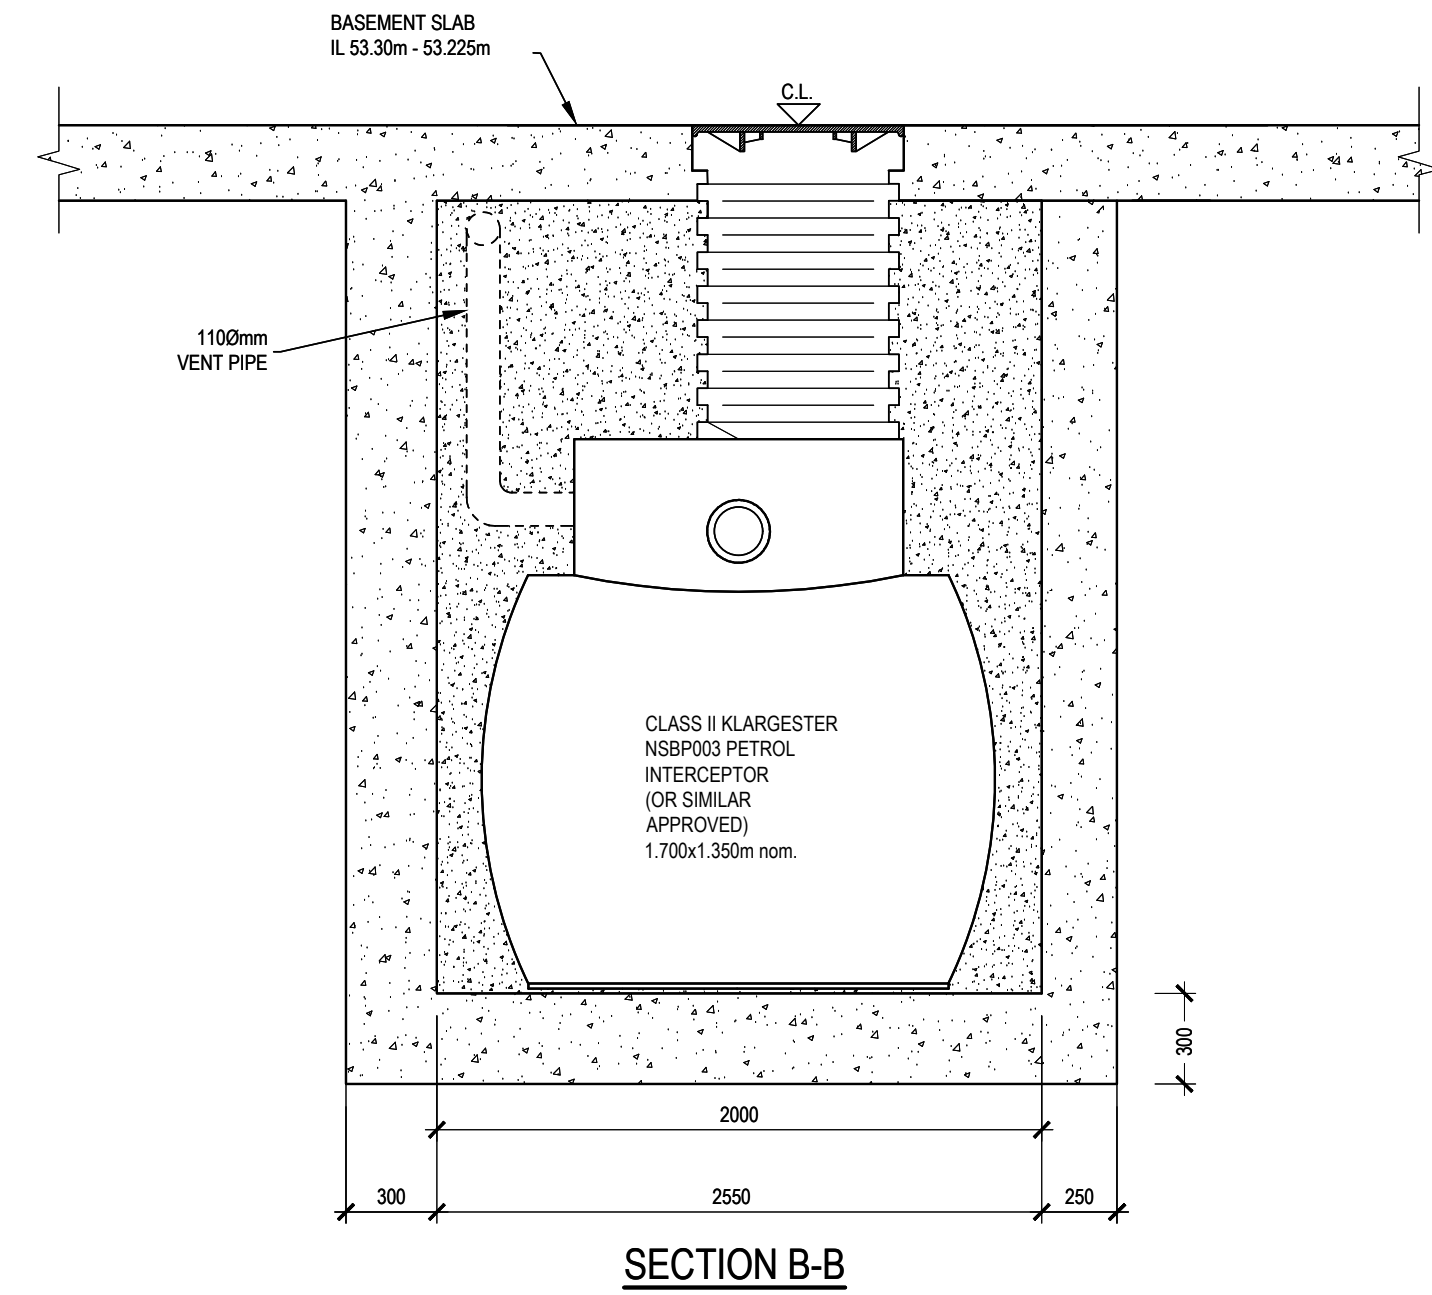 BASEMENT SLAB
IL 53.30m - 53.225m
C.L.
110Ømm
VENT PIPE
CLASS II KLARGESTER
NSBP003 PETROL
INTERCEPTOR
(OR SIMILAR
APPROVED)
1.700x1.350m nom.
300
2000
300
2550
250
SECTION B-B